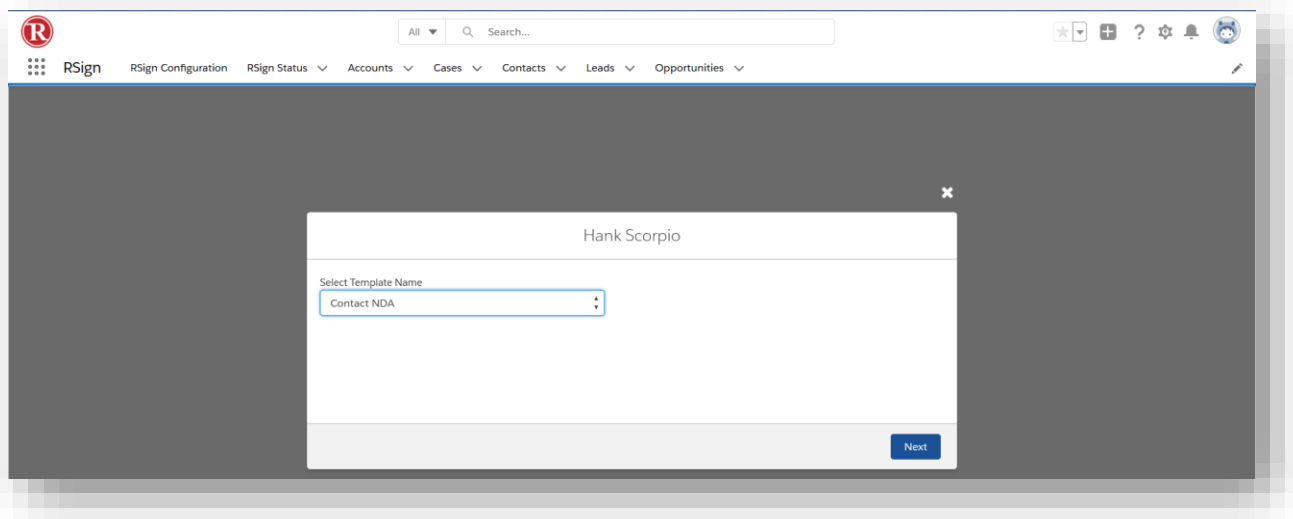 R
All Search...
RSign RSign Configuration RSign Status Accounts Cases Contacts Leads Opportunities
Hank Scorpio
Select Template Name
Contact NDA
Next